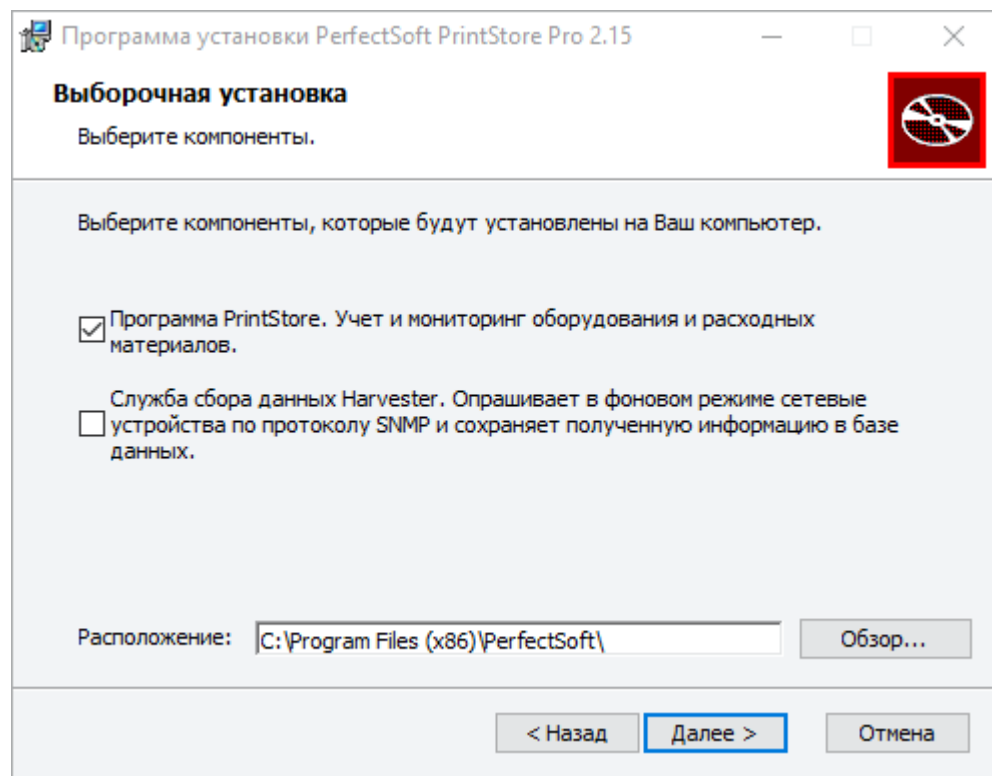 Программа установки PerfectSoft PrintStore Pro 2.15
Выборочная установка
Выберите компоненты.
Выберите компоненты, которые будут установлены на Ваш компьютер.
Программа PrintStore. Учет и мониторинг оборудования и расходных
материалов.
Служба сбора данных Harvester. Опрашивает в фоновом режиме сетевые
устройства по протоколу SNMP и сохраняет полученную информацию в базе
данных.
Расположение: C:\Program Files (x86)\PerfectSoft\ Обзор...
< Назад Далее > Отмена